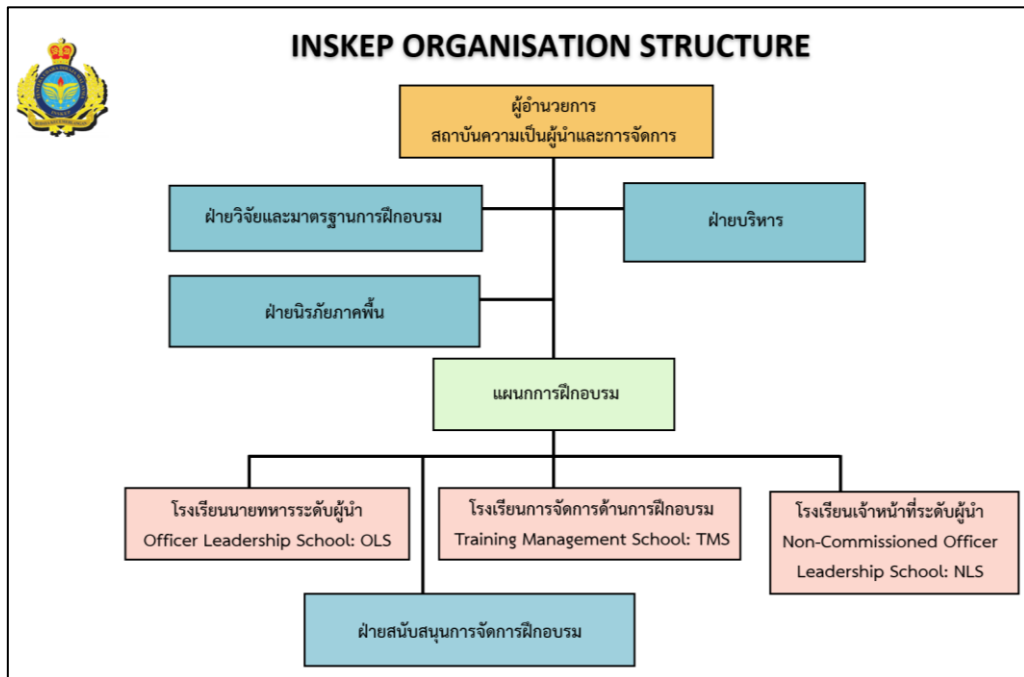 INSKEP ORGANISATION STRUCTURE
ผู้อำนวยการ
สถาบันความเป็นผู้นำและการจัดการ
ฝ่ายวิจัยและมาตรฐานการฝึกอบรม
ฝ่ายบริหาร
ฝ่ายนิรภัยภาคพื้น
แผนกการฝึกอบรม
โรงเรียนนายทหารระดับผู้นำ
Officer Leadership School: OLS
โรงเรียนการจัดการด้านการฝึกอบรม
Training Management School: TMS
โรงเรียนเจ้าหน้าที่ระดับผู้นำ
Non-Commissioned Officer
Leadership School: NLS
ฝ่ายสนับสนุนการจัดการฝึกอบรม